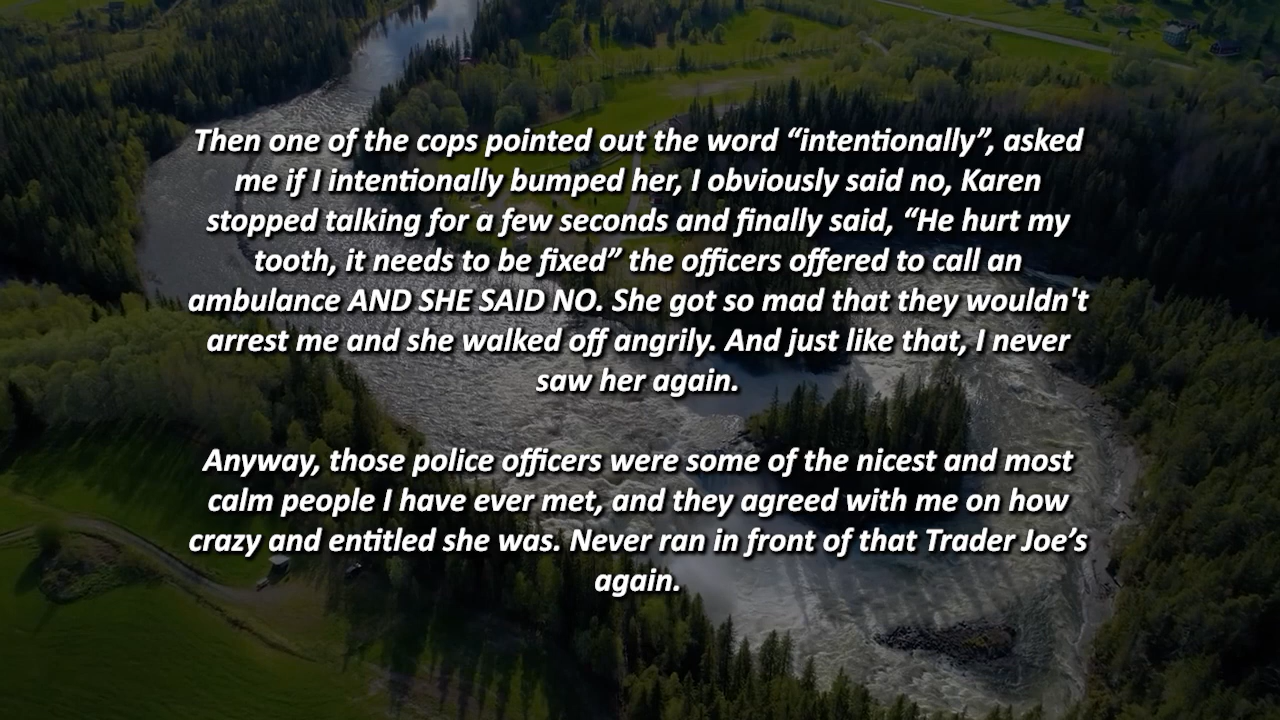 Then one of the cops pointed out the word “intentionally”, asked
me if I intentionally bumped her, I obviously said no, Karen
stopped talking for a few seconds and finally said, “He hurt my
tooth, it needs to be fixed” the officers offered to call an
ambulance AND SHE SAID NO. She got so mad that they wouldn't
arrest me and she walked off angrily. And just like that, I never
saw her again.
Anyway, those police officers were some of the nicest and most
calm people I have ever met, and they agreed with me on how
crazy and entitled she was. Never ran in front of that Trader Joe’s
again.